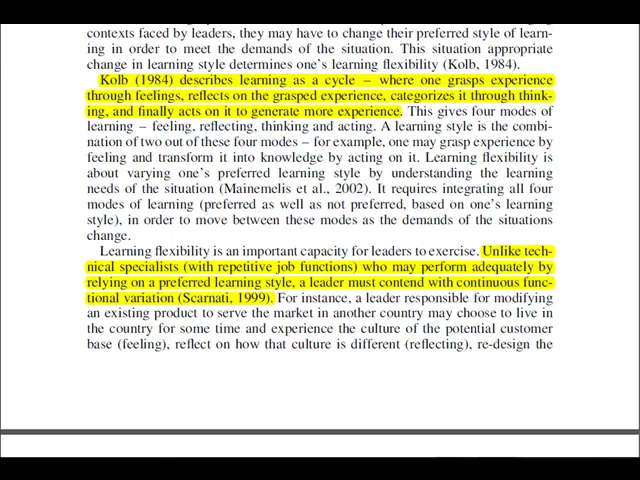 contexts faced by leaders, they may have to change their preferred style of learn-
ing in order to meet the demands of the situation. This situation appropriate
change in learning style determines one's learning flexibility (Kolb, 1984).
Kolb (1984) describes learning as a cycle – where one grasps experience
through feelings, reflects on the grasped experience, categorizes it through think-
ing, and finally acts on it to generate more experience. This gives four modes of
learning – feeling, reflecting, thinking and acting. A learning style is the combi-
nation of two out of these four modes – for example, one may grasp experience by
feeling and transform it into knowledge by acting on it. Learning flexibility is
about varying one's preferred learning style by understanding the learning
needs of the situation (Mainemelis et al., 2002). It requires integrating all four
modes of learning (preferred as well as not preferred, based on one's learning
style), in order to move between these modes as the demands of the situations
change.
Learning flexibility is an important capacity for leaders to exercise. Unlike tech-
nical specialists (with repetitive job functions) who may perform adequately by
relying on a preferred learning style, a leader must contend with continuous func-
tional variation (Scarnati, 1999). For instance, a leader responsible for modifying
an existing product to serve the market in another country may choose to live in
the country for some time and experience the culture of the potential customer
base (feeling), reflect on how that culture is different (reflecting), re-design the